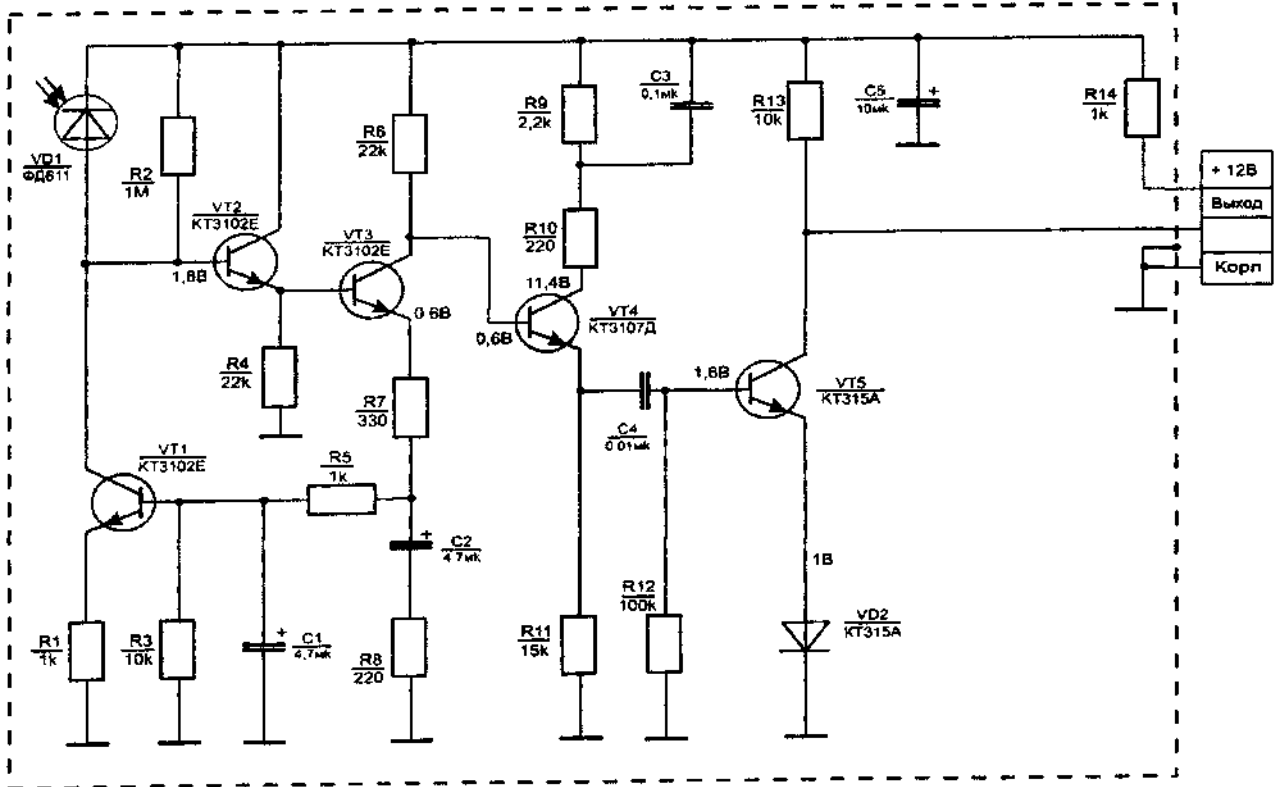 VD1
ФД611
R2
1М
VT2
КТ3102Е
1,8В
R4
22k
VT1
КТ3102Е
R1
1k
R3
10k
+
C1
4,7мк
R5
1k
R6
22k
VT3
КТ3102Е
0 6В
R7
330
+
C2
4 7мк
R8
220
R9
2,2k
C3
0.1мк
R10
220
11,4В
0,6В
VT4
КТ3107Д
C4
0.01мк
R11
15k
R12
100k
1,6В
R13
10k
VT5
КТ315А
1В
VD2
КТ315А
C5
10мк
+
R14
1k
+ 12В
Выход
Корп